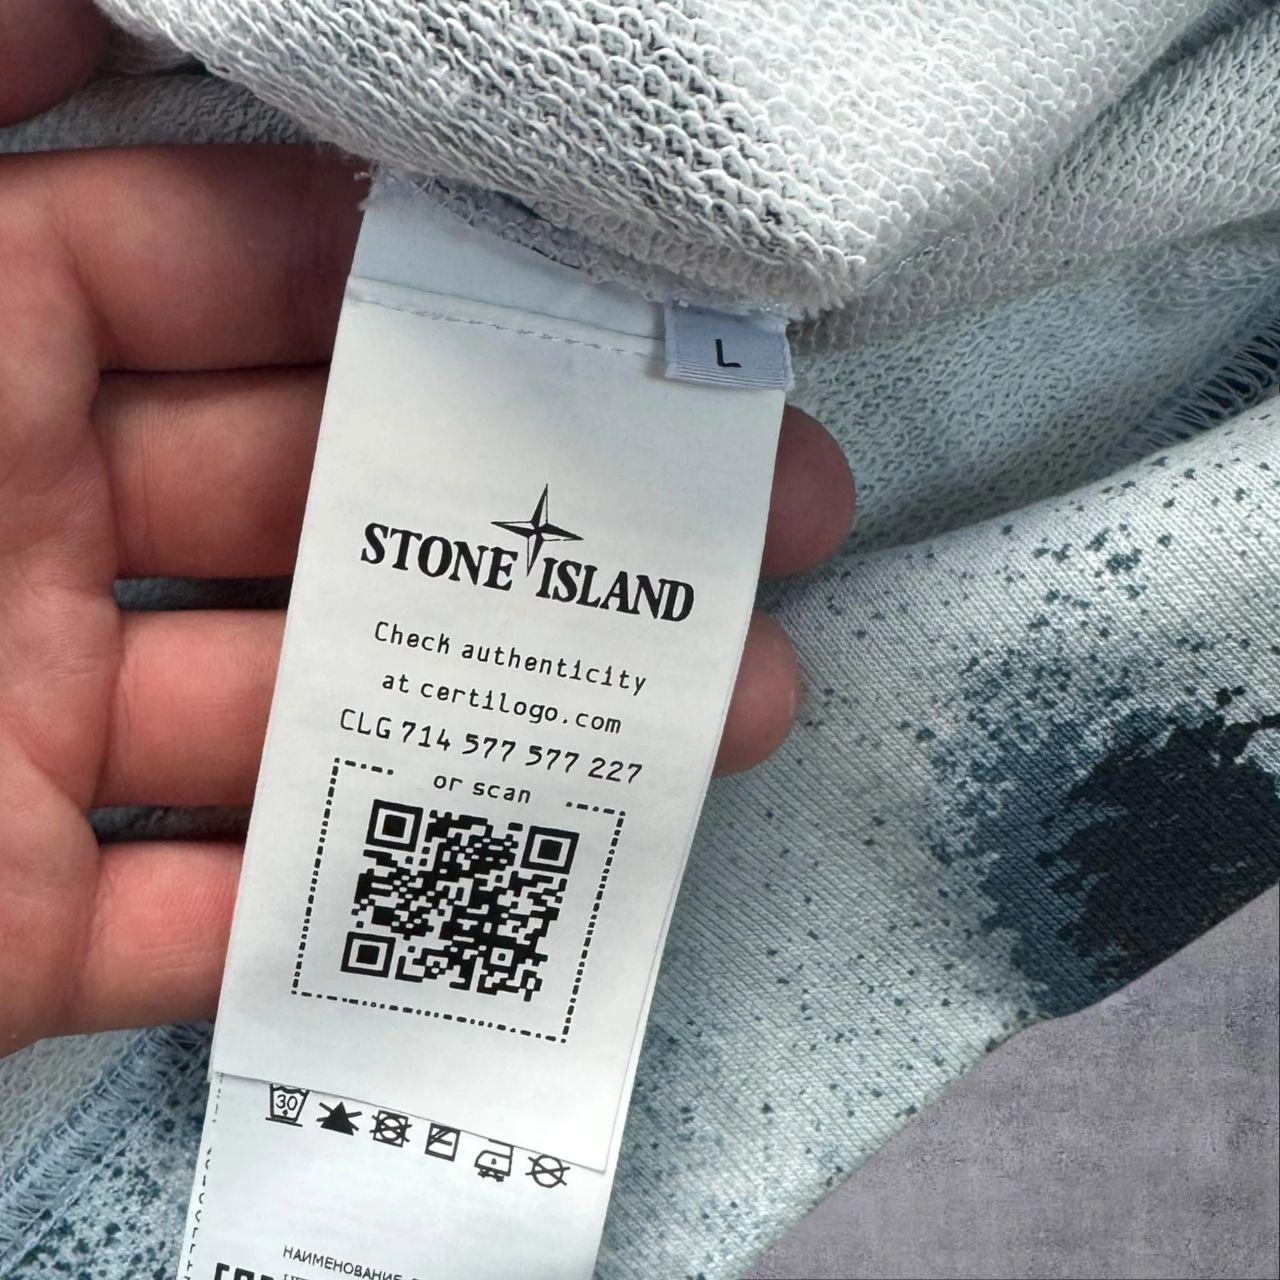 L
STONE ISLAND
Check authenticity
at certilogo.com
CLG 714 577 577 227
or scan
30
НАИМЕНОВАНИЕ